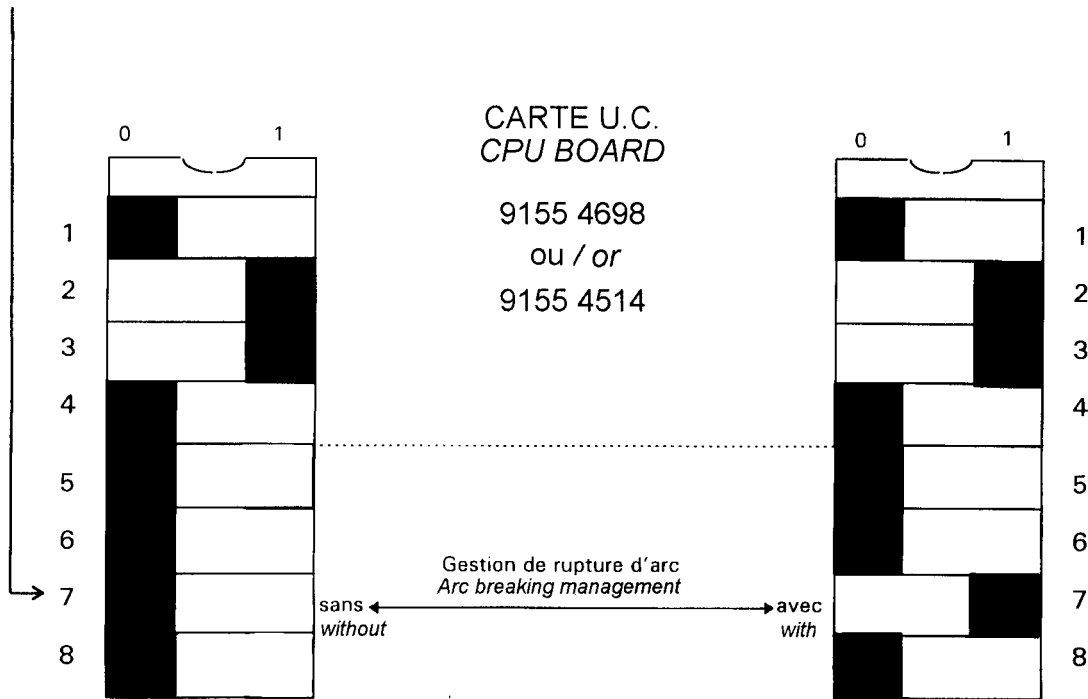 CARTE U.C.
CPU BOARD
9155 4698
ou / or
9155 4514
0 1
1
2
3
4
5
6
7
8
Gestion de rupture d'arc
Arc breaking management
sans
without
avec
with
0 1
1
2
3
4
5
6
7
8